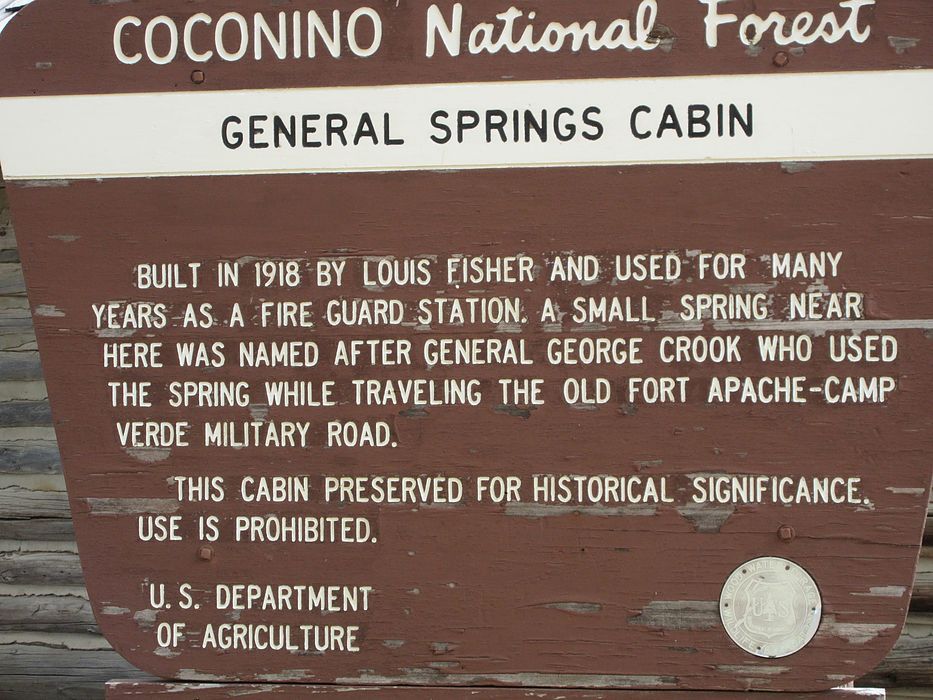 COCONINO National Forest
GENERAL SPRINGS CABIN
BUILT IN 1918 BY LOUIS FISHER AND USED FOR MANY
YEARS AS A FIRE GUARD STATION. A SMALL SPRING NEAR
HERE WAS NAMED AFTER GENERAL GEORGE CROOK WHO USED
THE SPRING WHILE TRAVELING THE OLD FORT APACHE-CAMP
VERDE MILITARY ROAD.
THIS CABIN PRESERVED FOR HISTORICAL SIGNIFICANCE.
USE IS PROHIBITED.
U.S. DEPARTMENT
OF AGRICULTURE